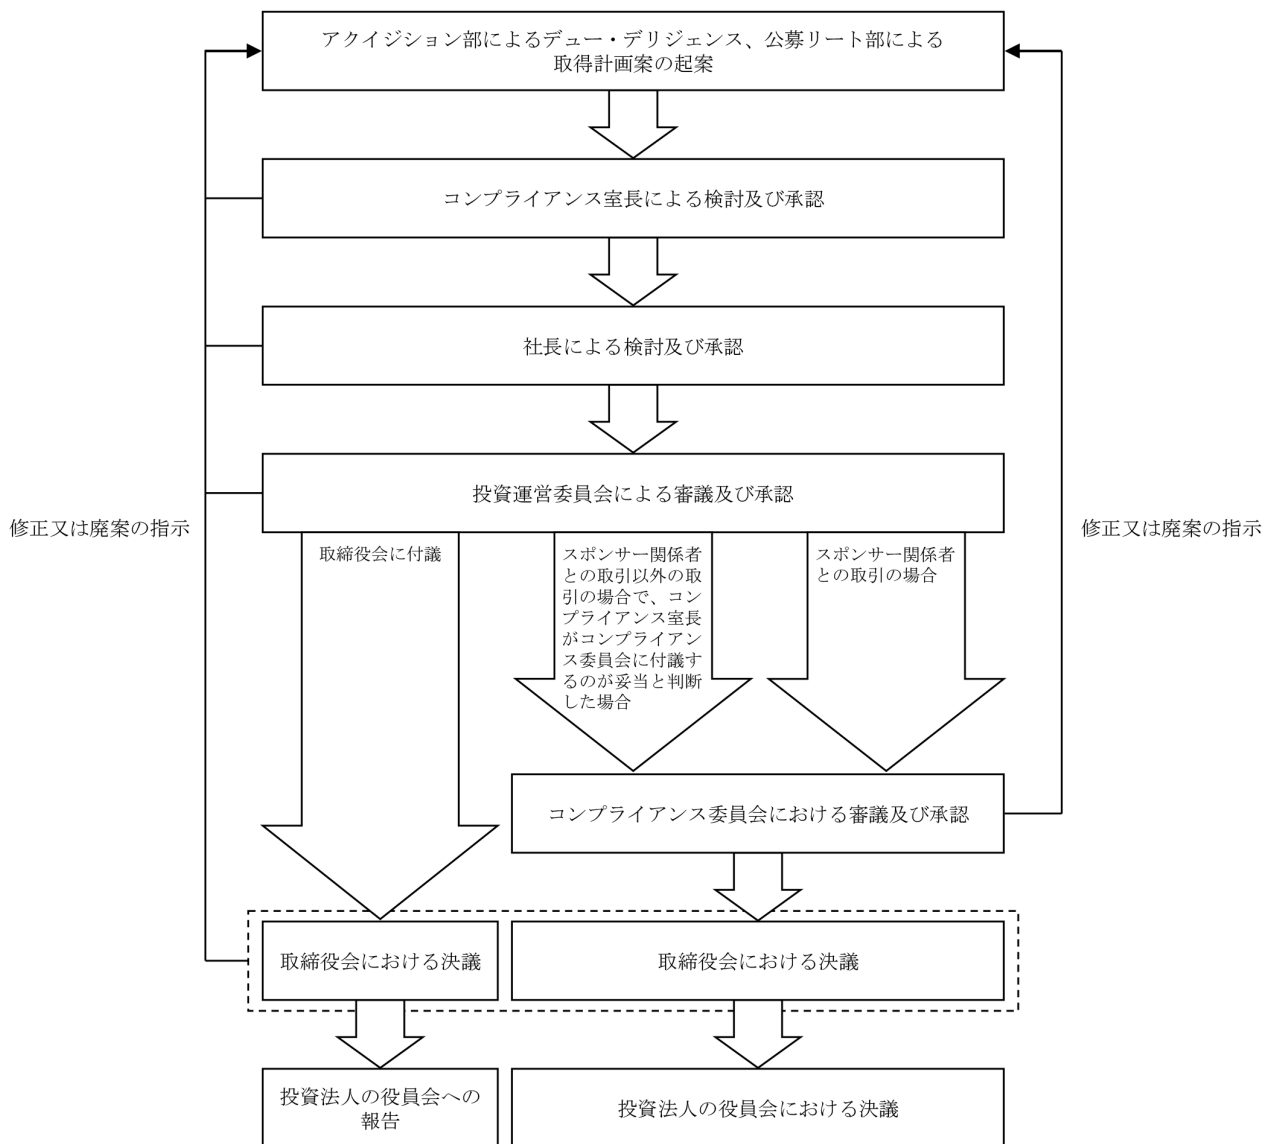 アクイジション部によるデュー・デリジェンス、公募リート部による
取得計画案の起案
コンプライアンス室長による検討及び承認
社長による検討及び承認
投資運営委員会による審議及び承認
修正又は廃案の指示
修正又は廃案の指示
取締役会に付議
スポンサー関係者
との取引以外の取
引の場合で、コン
プライアンス室長
がコンプライアン
ス委員会に付議す
るのが妥当と判断
した場合
スポンサー関係者
との取引の場合
コンプライアンス委員会における審議及び承認
取締役会における決議
取締役会における決議
投資法人の役員会への
報告
投資法人の役員会における決議